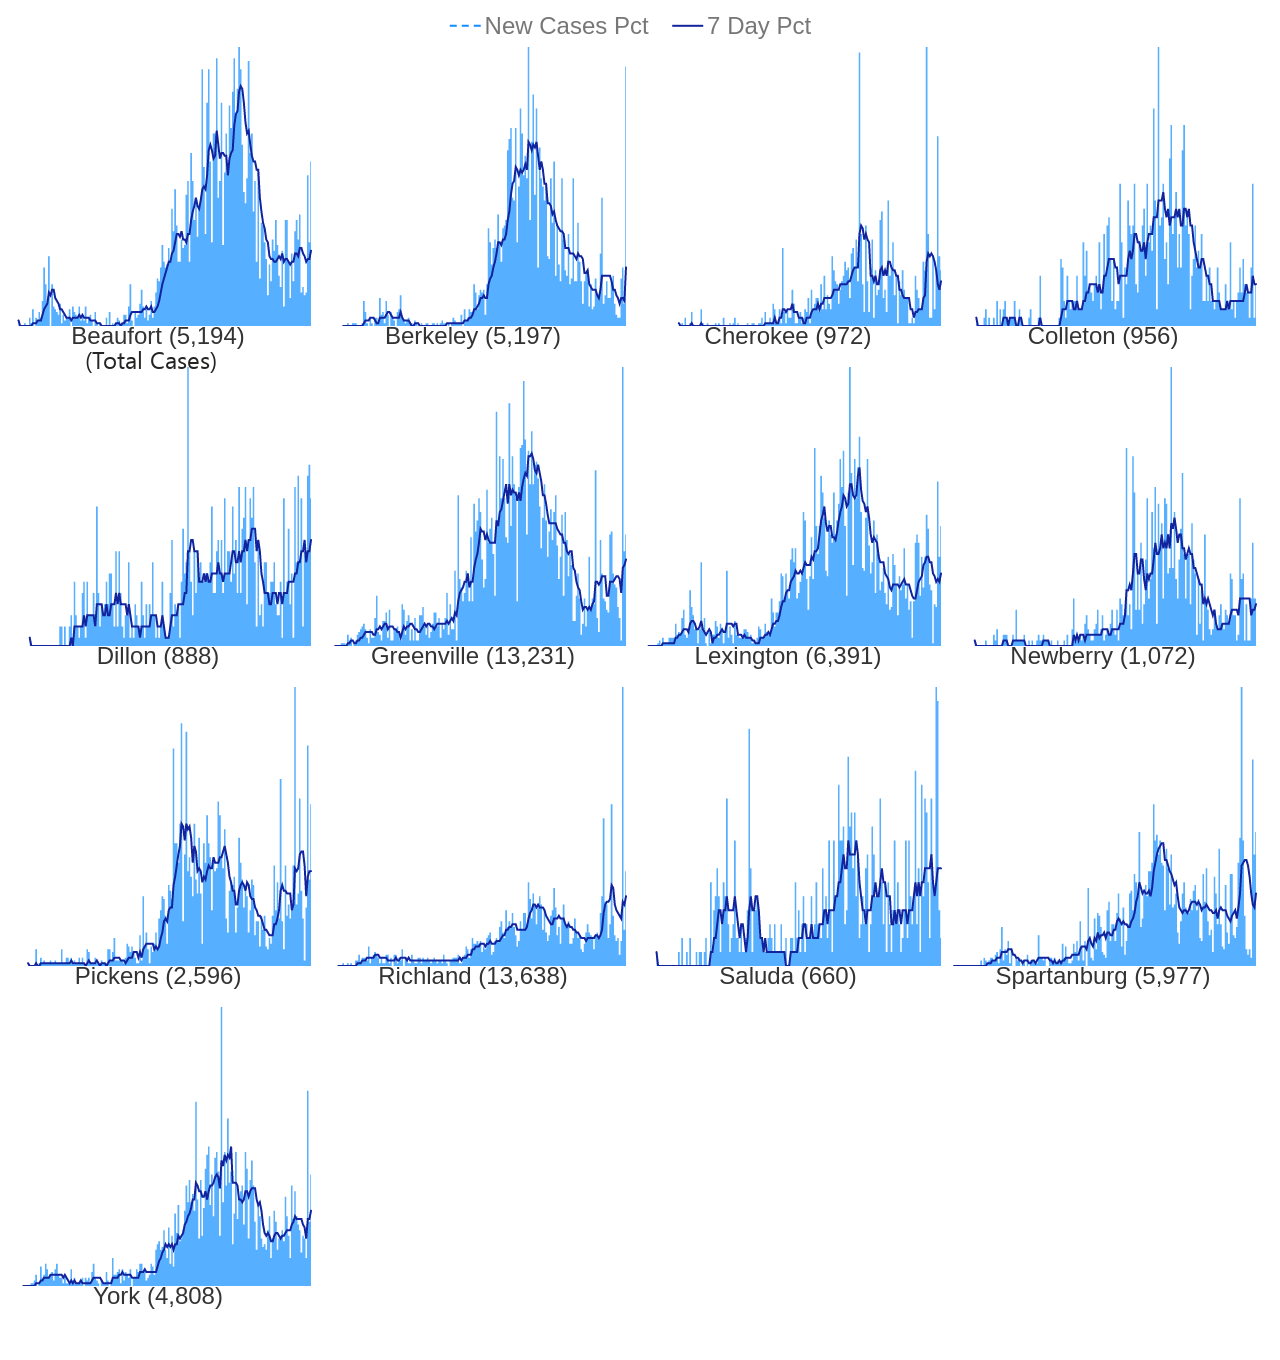 New Cases Pct 7 Day Pct
Beaufort (5,194) Berkeley (5,197) Cherokee (972) Colleton (956)
(Total Cases)
Dillon (888) Greenville (13,231) Lexington (6,391) Newberry (1,072)
Pickens (2,596) Richland (13,638) Saluda (660) Spartanburg (5,977)
York (4,808)